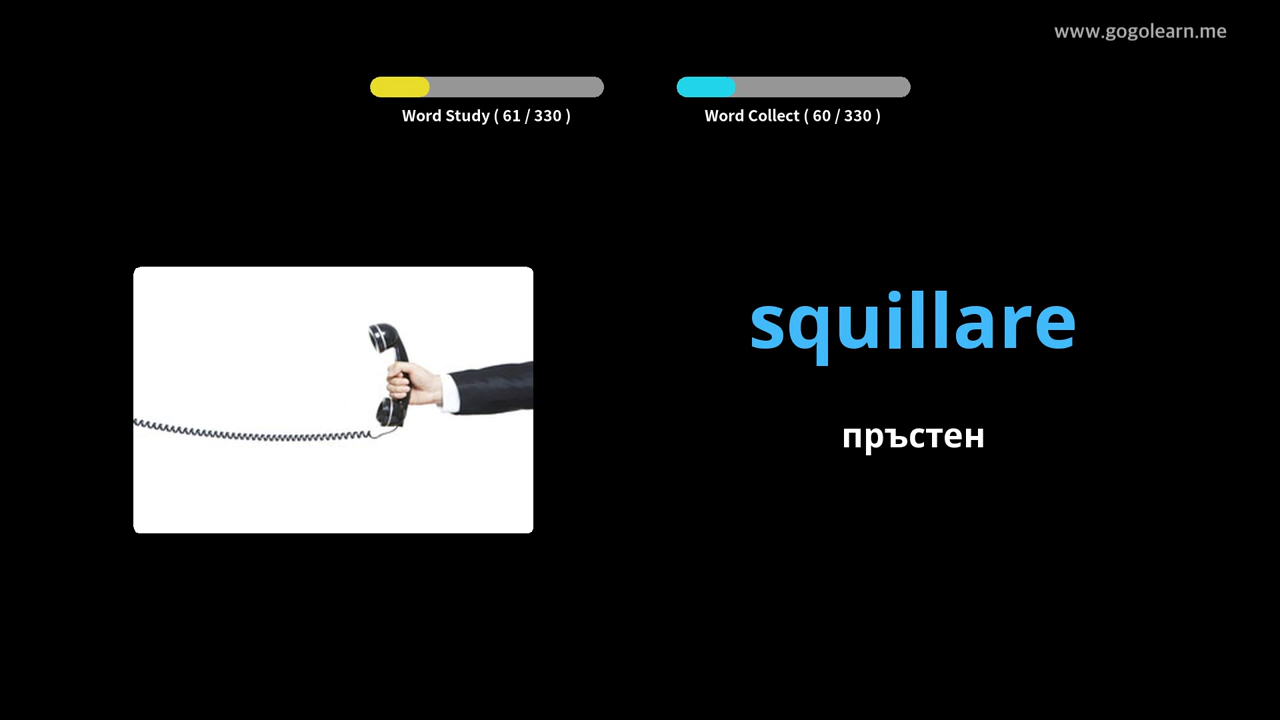 www.gogolearn.me
Word Study ( 61 / 330 )
Word Collect ( 60 / 330 )
squillare
пръстен